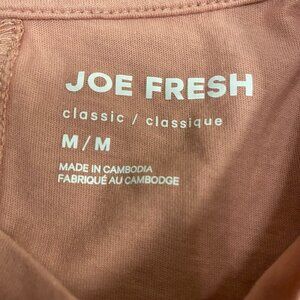 JOE FRESH
classic / classique
M / M
MADE IN CAMBODIA
FABRIQUÉ AU CAMBODGE